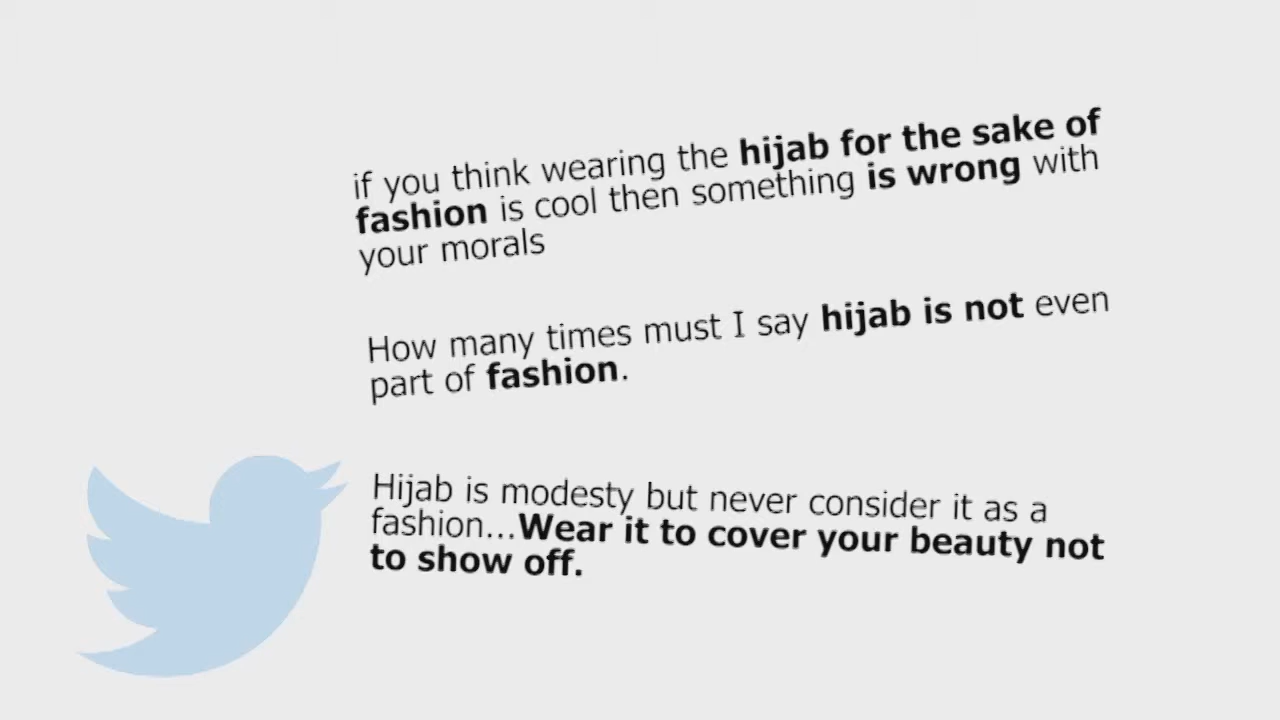 if you think wearing the hijab for the sake of
fashion is cool then something is wrong with
your morals
How many times must I say hijab is not even
part of fashion.
Hijab is modesty but never consider it as a
fashion...Wear it to cover your beauty not
to show off.